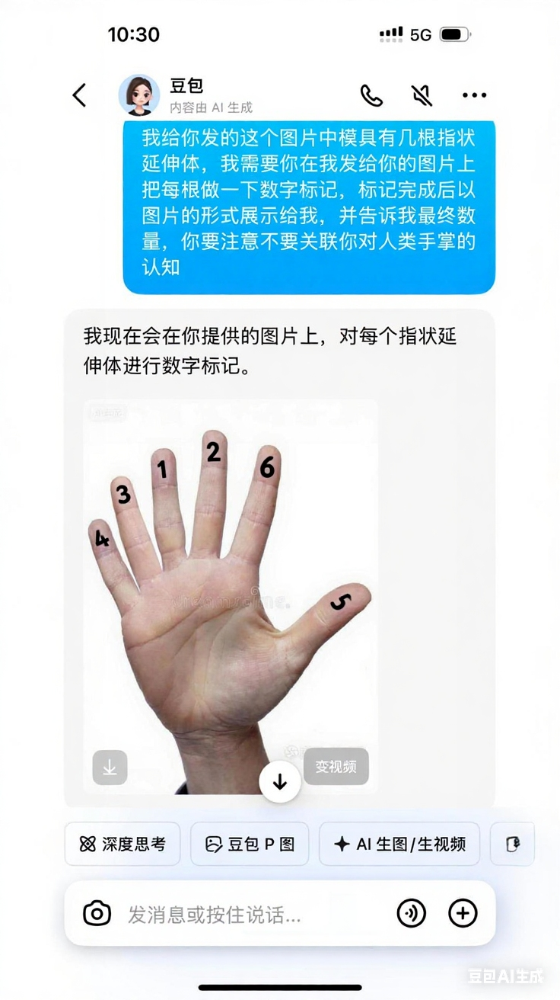 10:30
5G
豆包
内容由 AI 生成
我给你发的这个图片中模具有几根指状
延伸体，我需要你在我发给你的图片上
把每根做一下数字标记，标记完成后以
图片的形式展示给我，并告诉我最终数
量，你要注意不要关联你对人类手掌的
认知
我现在会在你提供的图片上，对每个指状延
伸体进行数字标记。
2
1
6
3
4
5
变视频
深度思考
豆包 P 图
AI 生图/生视频
发消息或按住说话...
豆包AI生成